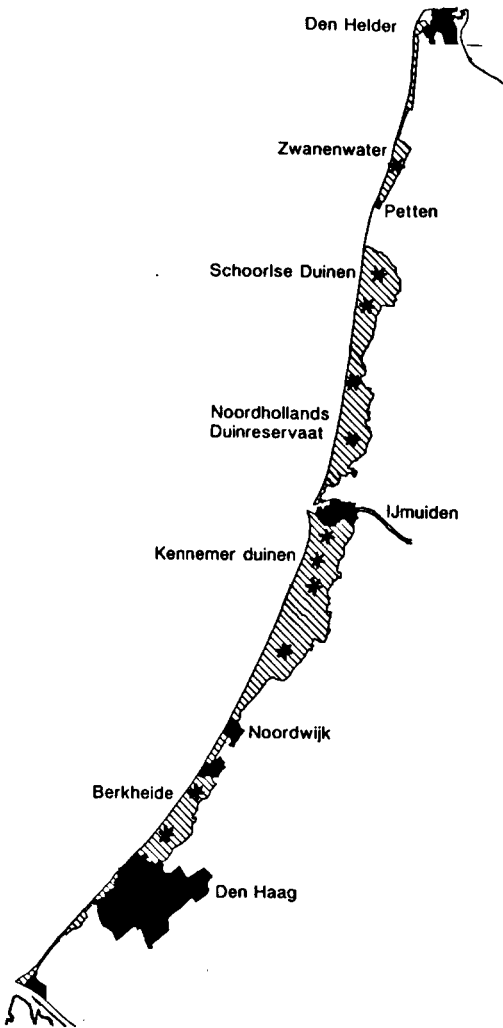 Den Helder
Zwanenwater
Petten
Schoorlse Duinen
Noordhollands
Duinreservaat
IJmuiden
Kennemer duinen
Noordwijk
Berkheide
Den Haag